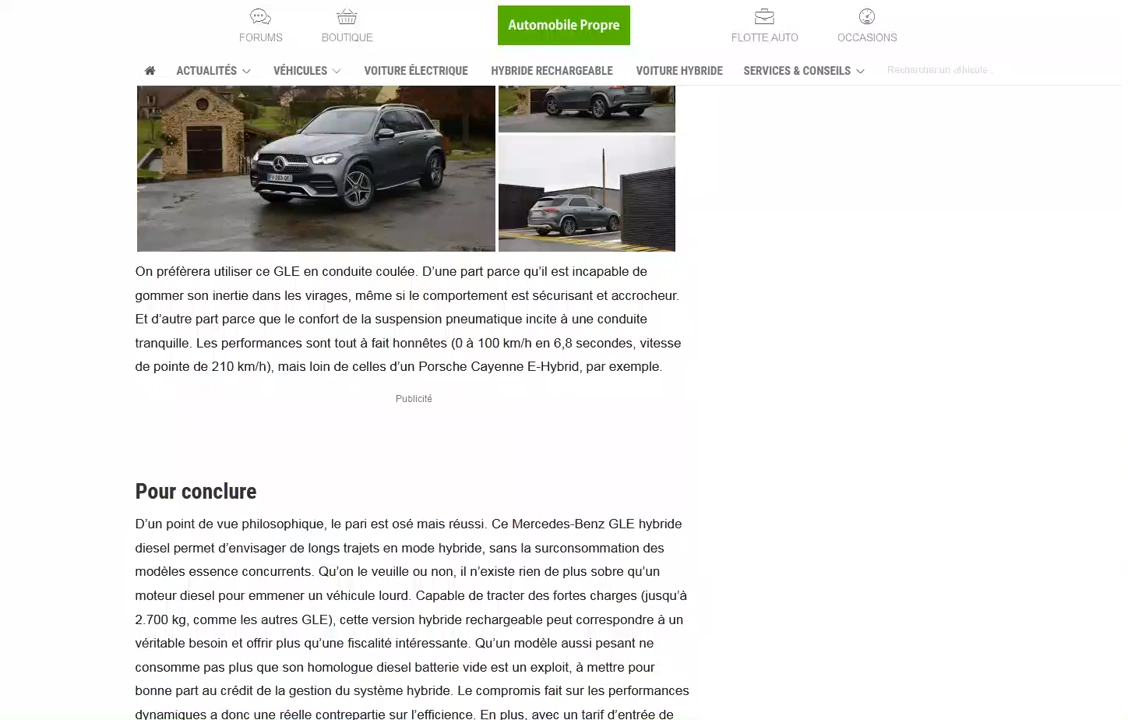 FORUMS
BOUTIQUE
Automobile Propre
FLOTTE AUTO
OCCASIONS
ACTUALITÉS
VÉHICULES
VOITURE ÉLECTRIQUE
HYBRIDE RECHARGEABLE
VOITURE HYBRIDE
SERVICES & CONSEILS
Rechercher un véhicule...
On préfèrera utiliser ce GLE en conduite coulée. D’une part parce qu’il est incapable de
gommer son inertie dans les virages, même si le comportement est sécurisant et accrocheur.
Et d’autre part parce que le confort de la suspension pneumatique incite à une conduite
tranquille. Les performances sont tout à fait honnêtes (0 à 100 km/h en 6,8 secondes, vitesse
de pointe de 210 km/h), mais loin de celles d’un Porsche Cayenne E-Hybrid, par exemple.
Publicité
Pour conclure
D’un point de vue philosophique, le pari est osé mais réussi. Ce Mercedes-Benz GLE hybride
diesel permet d’envisager de longs trajets en mode hybride, sans la surconsommation des
modèles essence concurrents. Qu’on le veuille ou non, il n’existe rien de plus sobre qu’un
moteur diesel pour emmener un véhicule lourd. Capable de tracter des fortes charges (jusqu’à
2.700 kg, comme les autres GLE), cette version hybride rechargeable peut correspondre à un
véritable besoin et offrir plus qu’une fiscalité intéressante. Qu’un modèle aussi pesant ne
consomme pas plus que son homologue diesel batterie vide est un exploit, à mettre pour
bonne part au crédit de la gestion du système hybride. Le compromis fait sur les performances
dynamiques a donc une réelle contrepartie sur l’efficience. En plus, avec un tarif d’entrée de